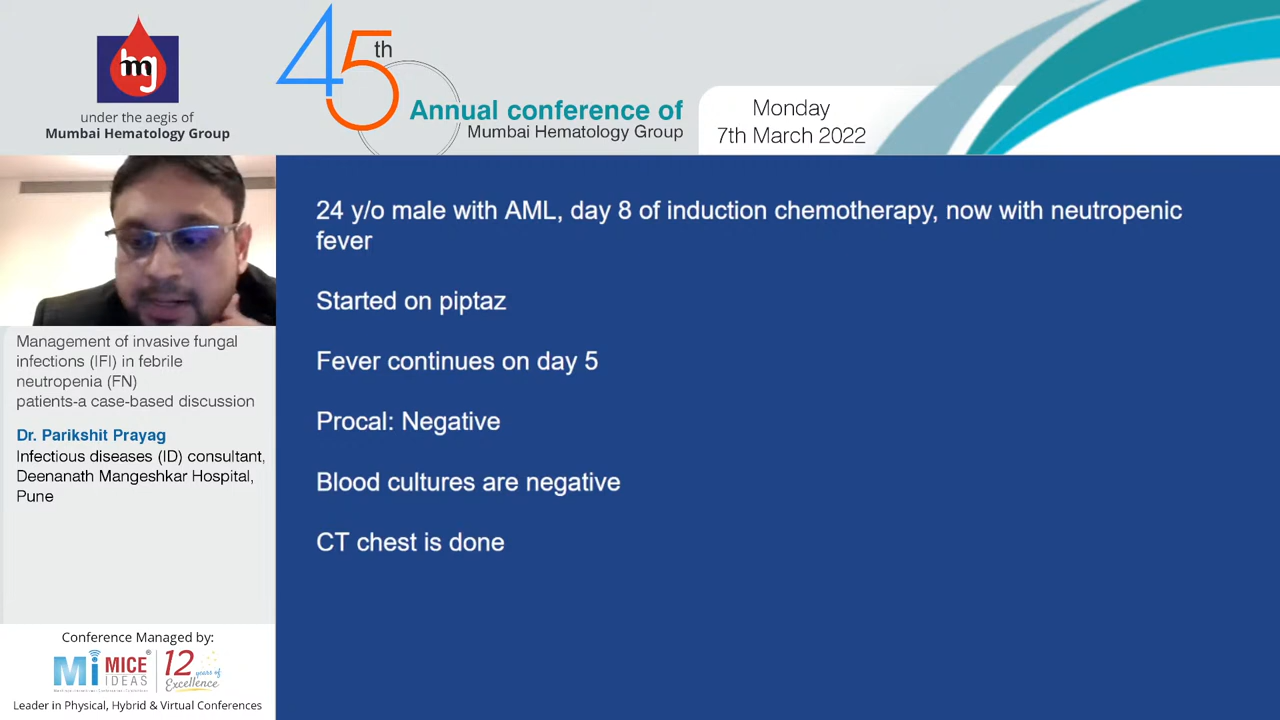 hg
under the aegis of
Mumbai Hematology Group
45th
Annual conference of
Mumbai Hematology Group
Monday
7th March 2022
24 y/o male with AML, day 8 of induction chemotherapy, now with neutropenic
fever
Started on piptaz
Fever continues on day 5
Procal: Negative
Blood cultures are negative
CT chest is done
Management of invasive fungal
infections (IFI) in febrile
neutropenia (FN)
patients-a case-based discussion
Dr. Parikshit Prayag
Infectious diseases (ID) consultant,
Deenanath Mangeshkar Hospital,
Pune
Conference Managed by:
Mi MICE IDEAS®
12 years of Excellence
Leader in Physical, Hybrid & Virtual Conferences